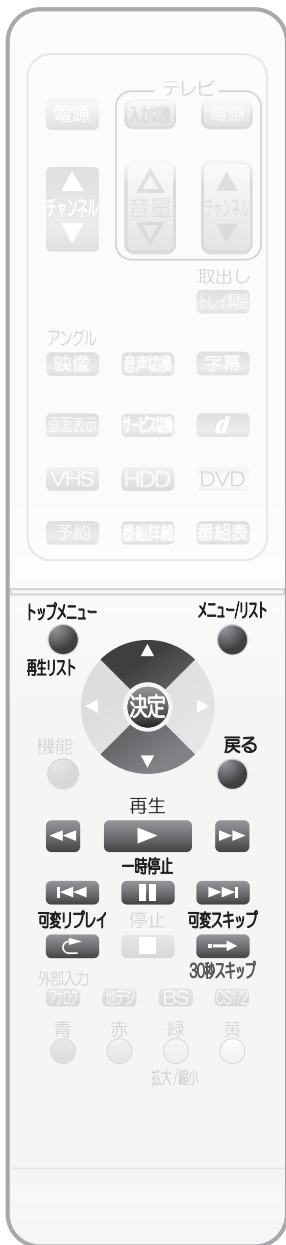 テレビ
電源 入力切換 電源
チャンネル 音量 チャンネル
取出し
トレイ開閉
アングル
映像 音声切換 字幕
画面表示 サービス切換 d
VHS HDD DVD
予約 番組詳細 番組表
トップメニュー メニュー/リスト
再生リスト
決定
機能 戻る
再生
一時停止
可変リプレイ 停止 可変スキップ
30秒スキップ
外部入力
アナログ 地デジ BS CS1/2
青 赤 緑 黄
拡大/縮小